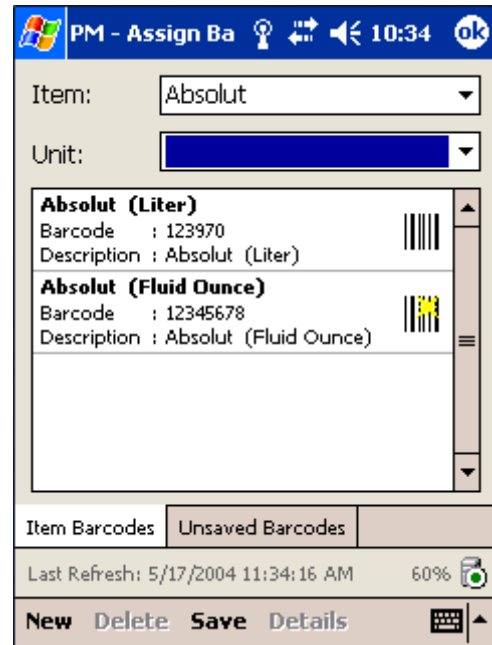 PM - Assign Ba 10:34 ok
Item: Absolut
Unit:
Absolut (Liter)
Barcode : 123970
Description : Absolut (Liter)
Absolut (Fluid Ounce)
Barcode : 12345678
Description : Absolut (Fluid Ounce)
Item Barcodes Unsaved Barcodes
Last Refresh: 5/17/2004 11:34:16 AM 60%
New Delete Save Details